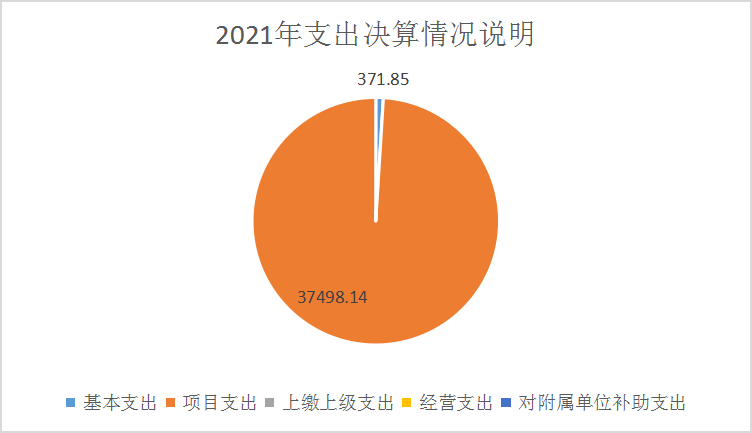 2021年支出决算情况说明
371.85
37498.14
基本支出 项目支出 上缴上级支出 经营支出 对附属单位补助支出